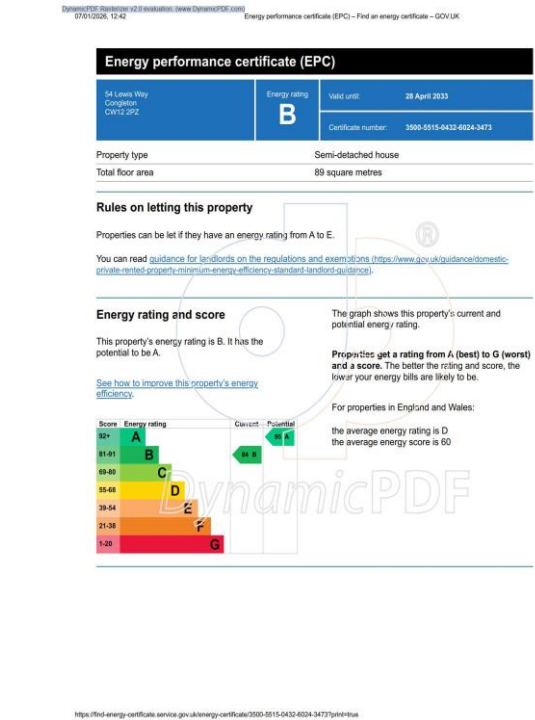 DynamicPDF Rasterizer v2.0 evaluation. (www.DynamicPDF.com)
07/01/2026, 12:42 Energy performance certificate (EPC) – Find an energy certificate – GOV.UK
Energy performance certificate (EPC)
54 Lewis Way
Congleton
CW12 2PZ
Energy rating
B
Valid until: 28 April 2033
Certificate number: 3500-5515-0432-6024-3473
Property type Semi-detached house
Total floor area 89 square metres
Rules on letting this property
Properties can be let if they have an energy rating from A to E.
You can read guidance for landlords on the regulations and exemptions (https://www.gov.uk/guidance/domestic-
private-rented-property-minimum-energy-efficiency-standard-landlord-guidance).
Energy rating and score
This property's energy rating is B. It has the
potential to be A.
See how to improve this property's energy
efficiency.
Score Energy rating Current Potential
92+ A 95 A
81-91 B 84 B
69-80 C
55-68 D
39-54 E
21-38 F
1-20 G
The graph shows this property's current and
potential energy rating.
Properties get a rating from A (best) to G (worst)
and a score. The better the rating and score, the
lower your energy bills are likely to be.
For properties in England and Wales:
the average energy rating is D
the average energy score is 60
®
DynamicPDF
https://find-energy-certificate.service.gov.uk/energy-certificate/3500-5515-0432-6024-3473?print=true